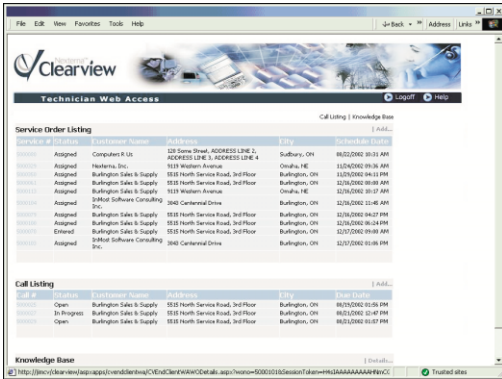 File Edit View Favorites Tools Help Back Address Links
Nexterna
Clearview
Technician Web Access Logoff Help
Call Listing | Knowledge Base
Service Order Listing | Add...
Service # Status Customer Name Address City Schedule Date
Assigned Computers R Us 120 Some Street, ADDRESS LINE 2, ADDRESS LINE 3, ADDRESS LINE 4 Sudbury, ON 08/22/2002 10:31 AM
Assigned Nexterna, Inc. 9119 Western Avenue Omaha, NE 11/24/2002 09:36 AM
Assigned Burlington Sales & Supply 5515 North Service Road, 3rd Floor Burlington, ON 11/29/2002 04:11 PM
Assigned Burlington Sales & Supply 5515 North Service Road, 3rd Floor Burlington, ON 12/16/2002 08:00 AM
Assigned Burlington Sales & Supply 9119 Western Avenue Omaha, NE 12/16/2002 10:17 AM
Assigned InMost Software Consulting Inc. 3043 Centennial Drive Burlington, ON 12/16/2002 11:45 AM
Assigned Burlington Sales & Supply 5515 North Service Road, 3rd Floor Burlington, ON 12/16/2002 04:27 PM
Assigned Burlington Sales & Supply 5515 North Service Road, 3rd Floor Burlington, ON 12/16/2002 06:24 PM
Entered Burlington Sales & Supply 5515 North Service Road, 3rd Floor Burlington, ON 12/17/2002 09:00 AM
Assigned InMost Software Consulting Inc. 3043 Centennial Drive Burlington, ON 12/17/2002 01:06 PM
Call Listing | Add...
Call # Status Customer Name Address City Due Date
Open Burlington Sales & Supply 5515 North Service Road, 3rd Floor Burlington, ON 08/19/2002 01:56 PM
In Progress Burlington Sales & Supply 5515 North Service Road, 3rd Floor Burlington, ON 08/21/2002 12:47 PM
Open Burlington Sales & Supply 5515 North Service Road, 3rd Floor Burlington, ON 08/21/2002 01:57 PM
Knowledge Base | Details...
Trusted sites